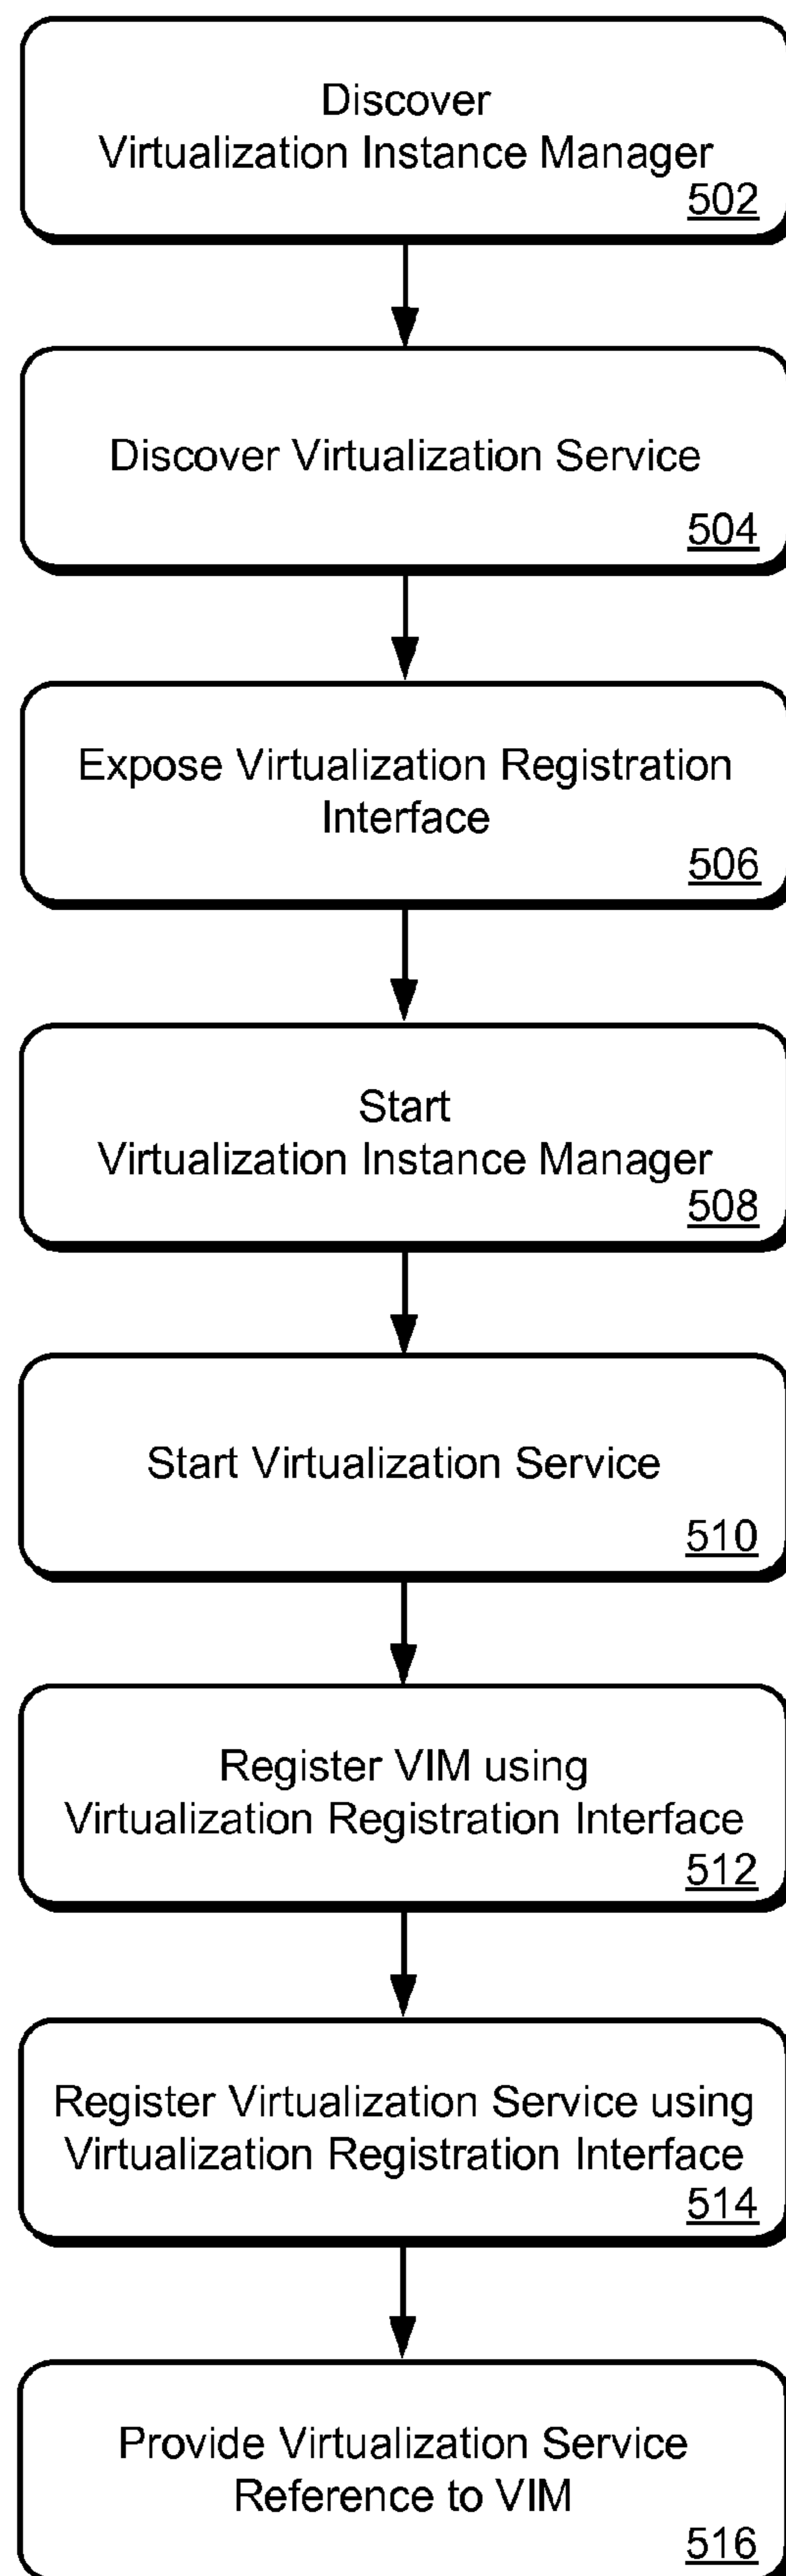 Discover
Virtualization Instance Manager
502
Discover Virtualization Service
504
Expose Virtualization Registration
Interface
506
Start
Virtualization Instance Manager
508
Start Virtualization Service
510
Register VIM using
Virtualization Registration Interface
512
Register Virtualization Service using
Virtualization Registration Interface
514
Provide Virtualization Service
Reference to VIM
516